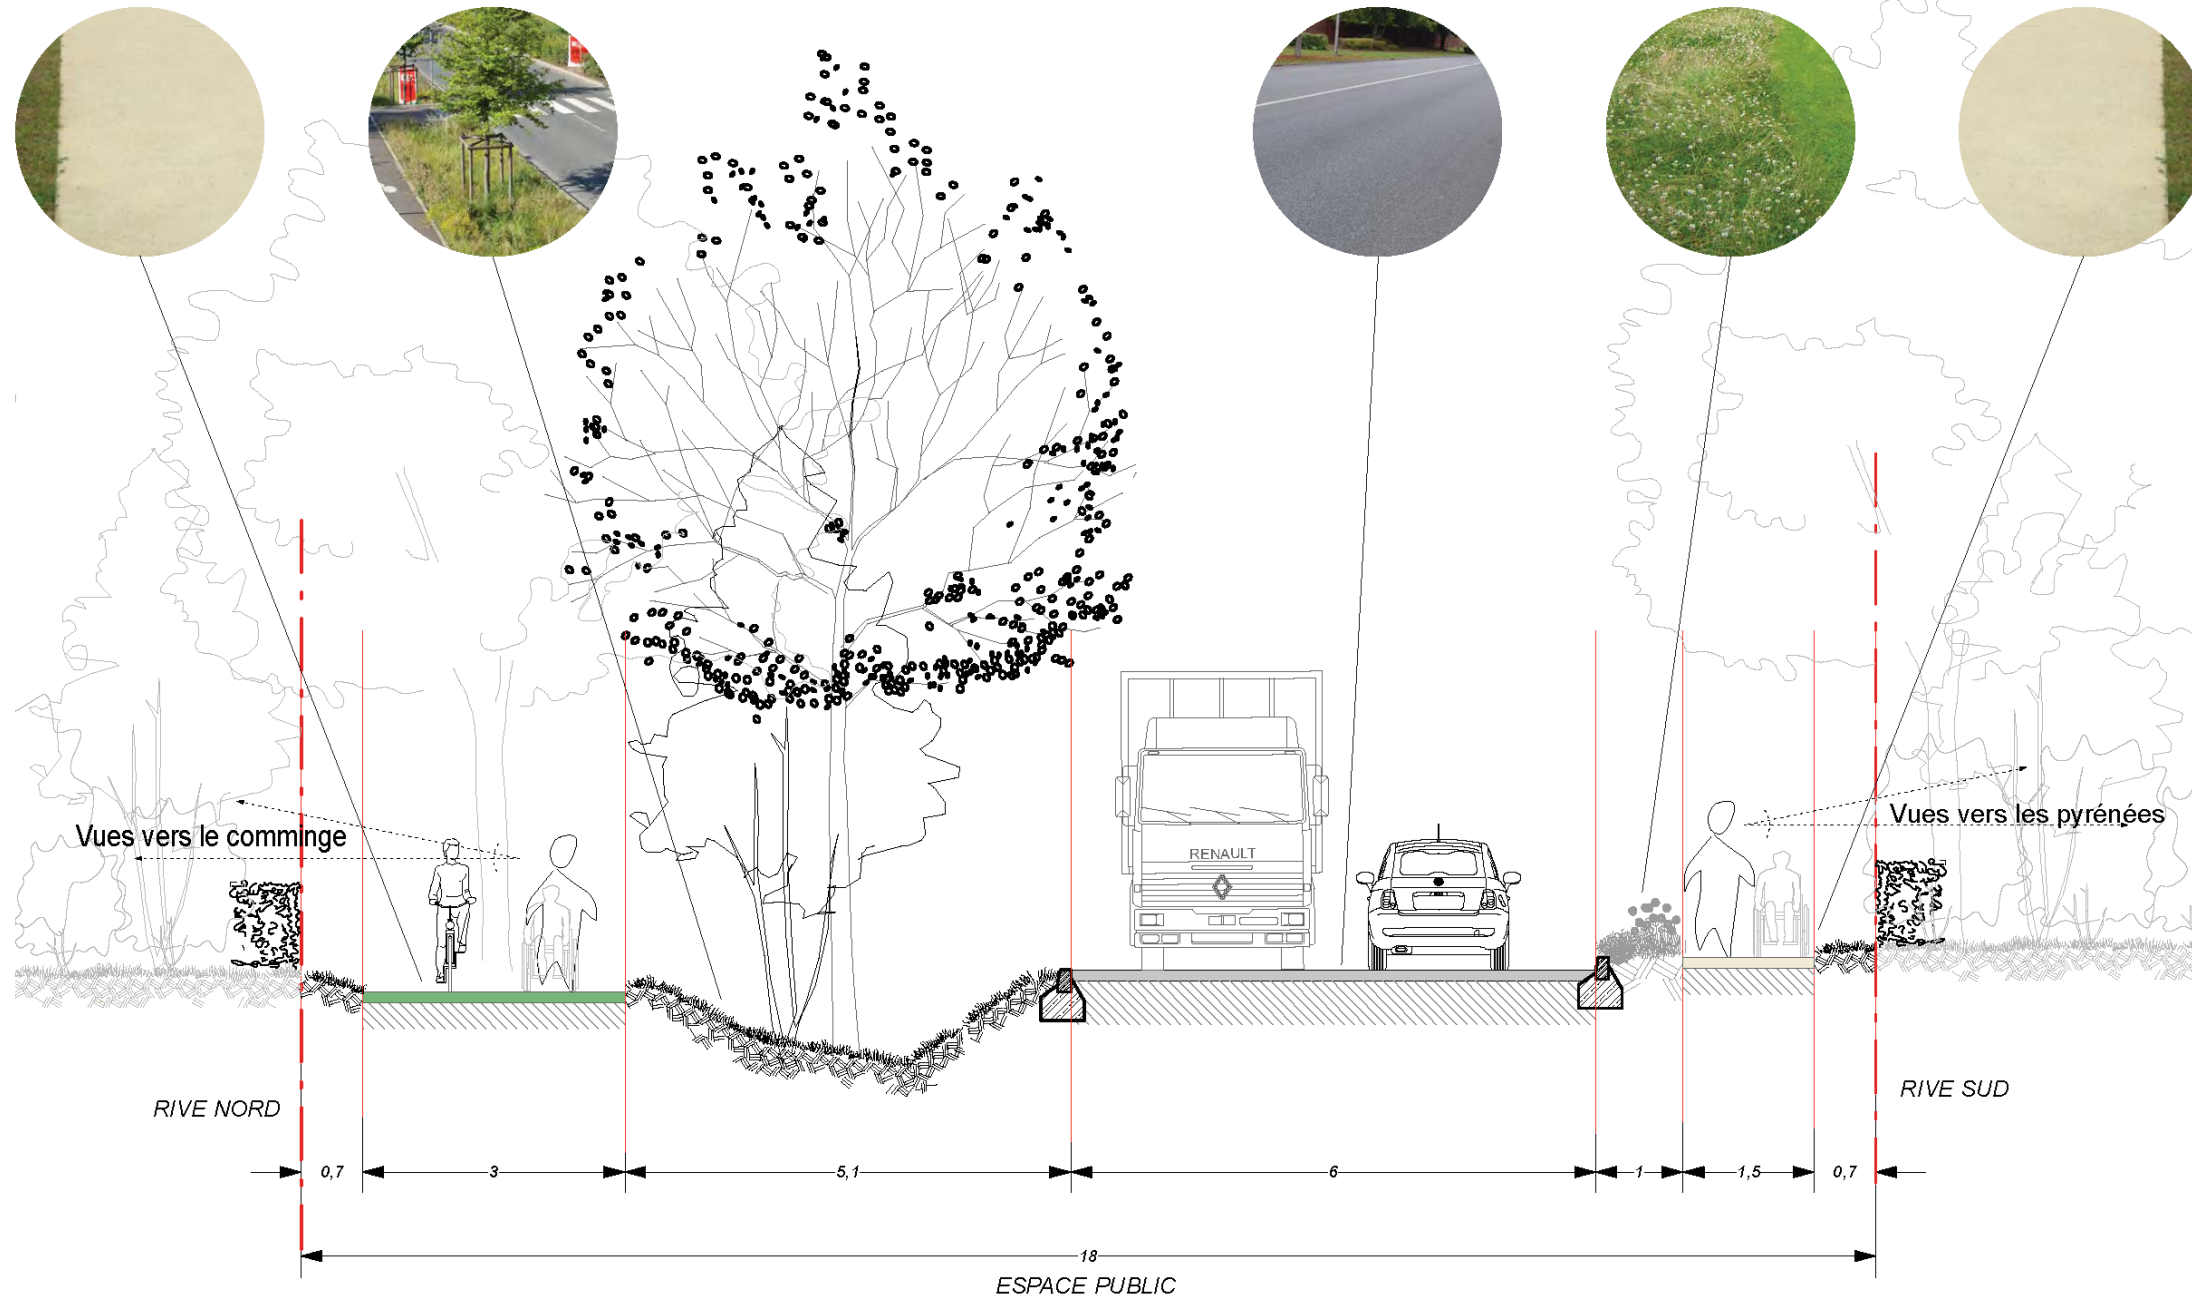 Vues vers le comminge
Vues vers les pyrénées
RENAULT
RIVE NORD
RIVE SUD
0,7
3
5,1
6
1
1,5
0,7
18
ESPACE PUBLIC